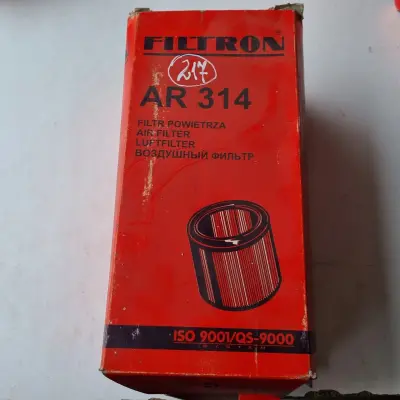 FILTRON
217
AR 314
FILTR POWIETRZA
AIR FILTER
LUFTFILTER
ВОЗДУШНЫЙ ФИЛЬТР
ISO 9001/QS-9000